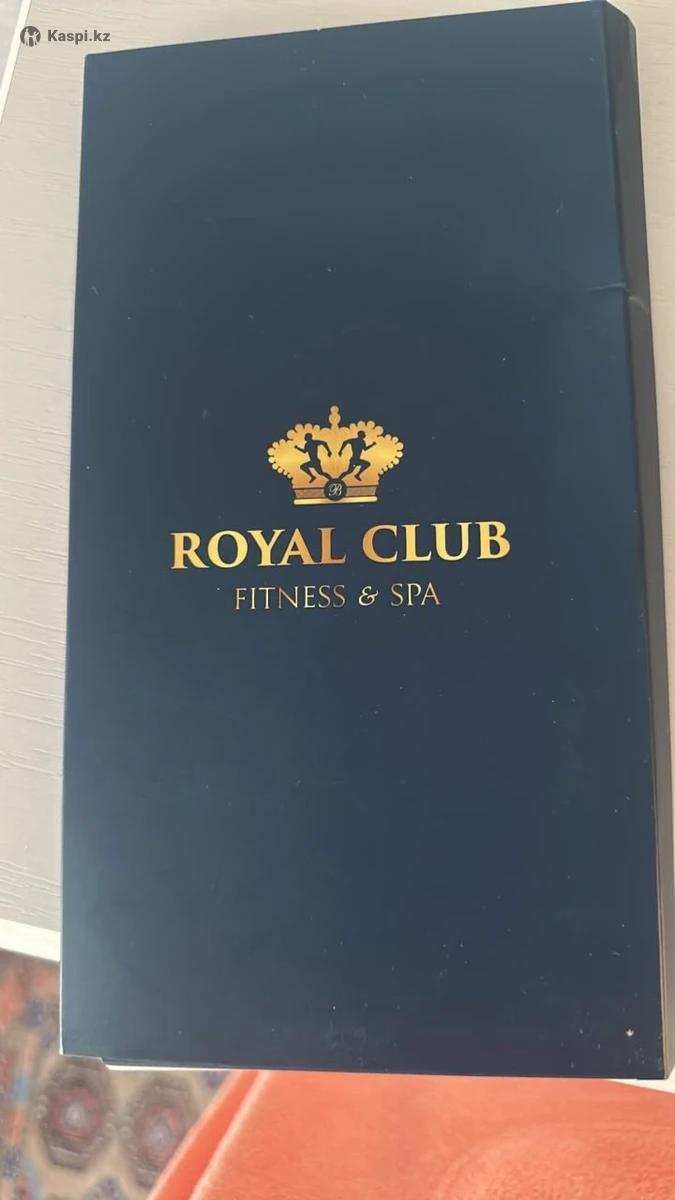 Kaspi.kz
B
ROYAL CLUB
FITNESS & SPA